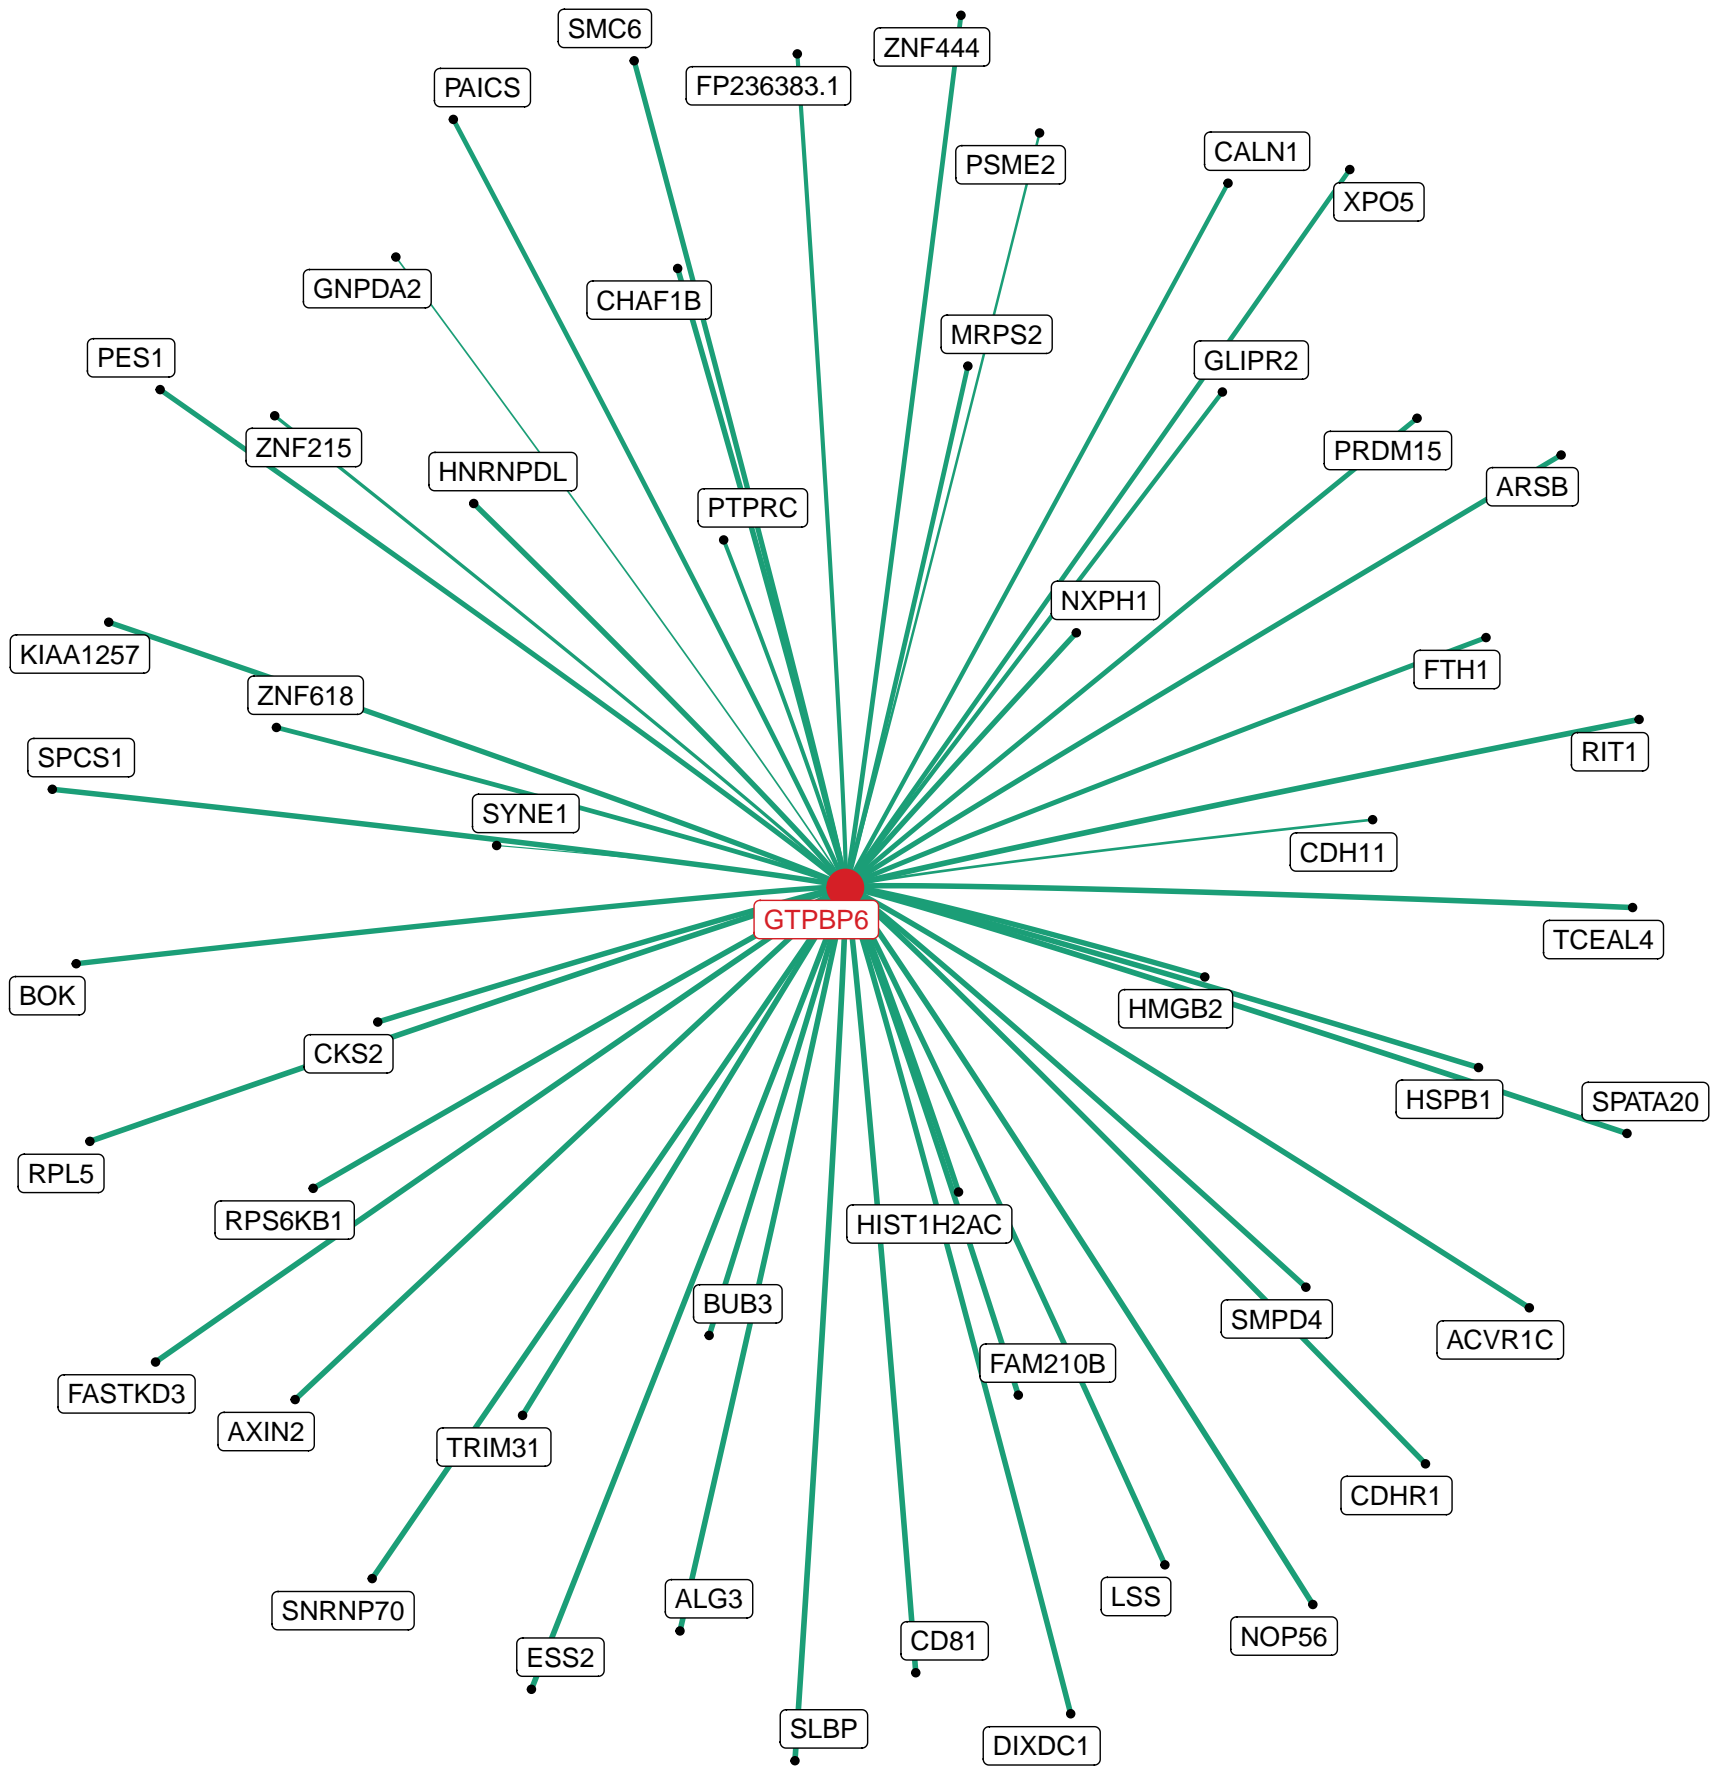 SMC6
ZNF444
FP236383.1
PAICS
CALN1
PSME2
XPO5
GNPDA2
CHAF1B
MRPS2
PES1
GLIPR2
ZNF215
PRDM15
HNRNPDL
ARSB
PTPRC
NXPH1
KIAA1257
FTH1
ZNF618
RIT1
SPCS1
SYNE1
CDH11
GTPBP6
TCEAL4
BOK
HMGB2
CKS2
HSPB1
SPATA20
RPL5
RPS6KB1
HIST1H2AC
BUB3
SMPD4
ACVR1C
FAM210B
FASTKD3
AXIN2
TRIM31
CDHR1
LSS
ALG3
SNRNP70
NOP56
CD81
ESS2
SLBP
DIXDC1